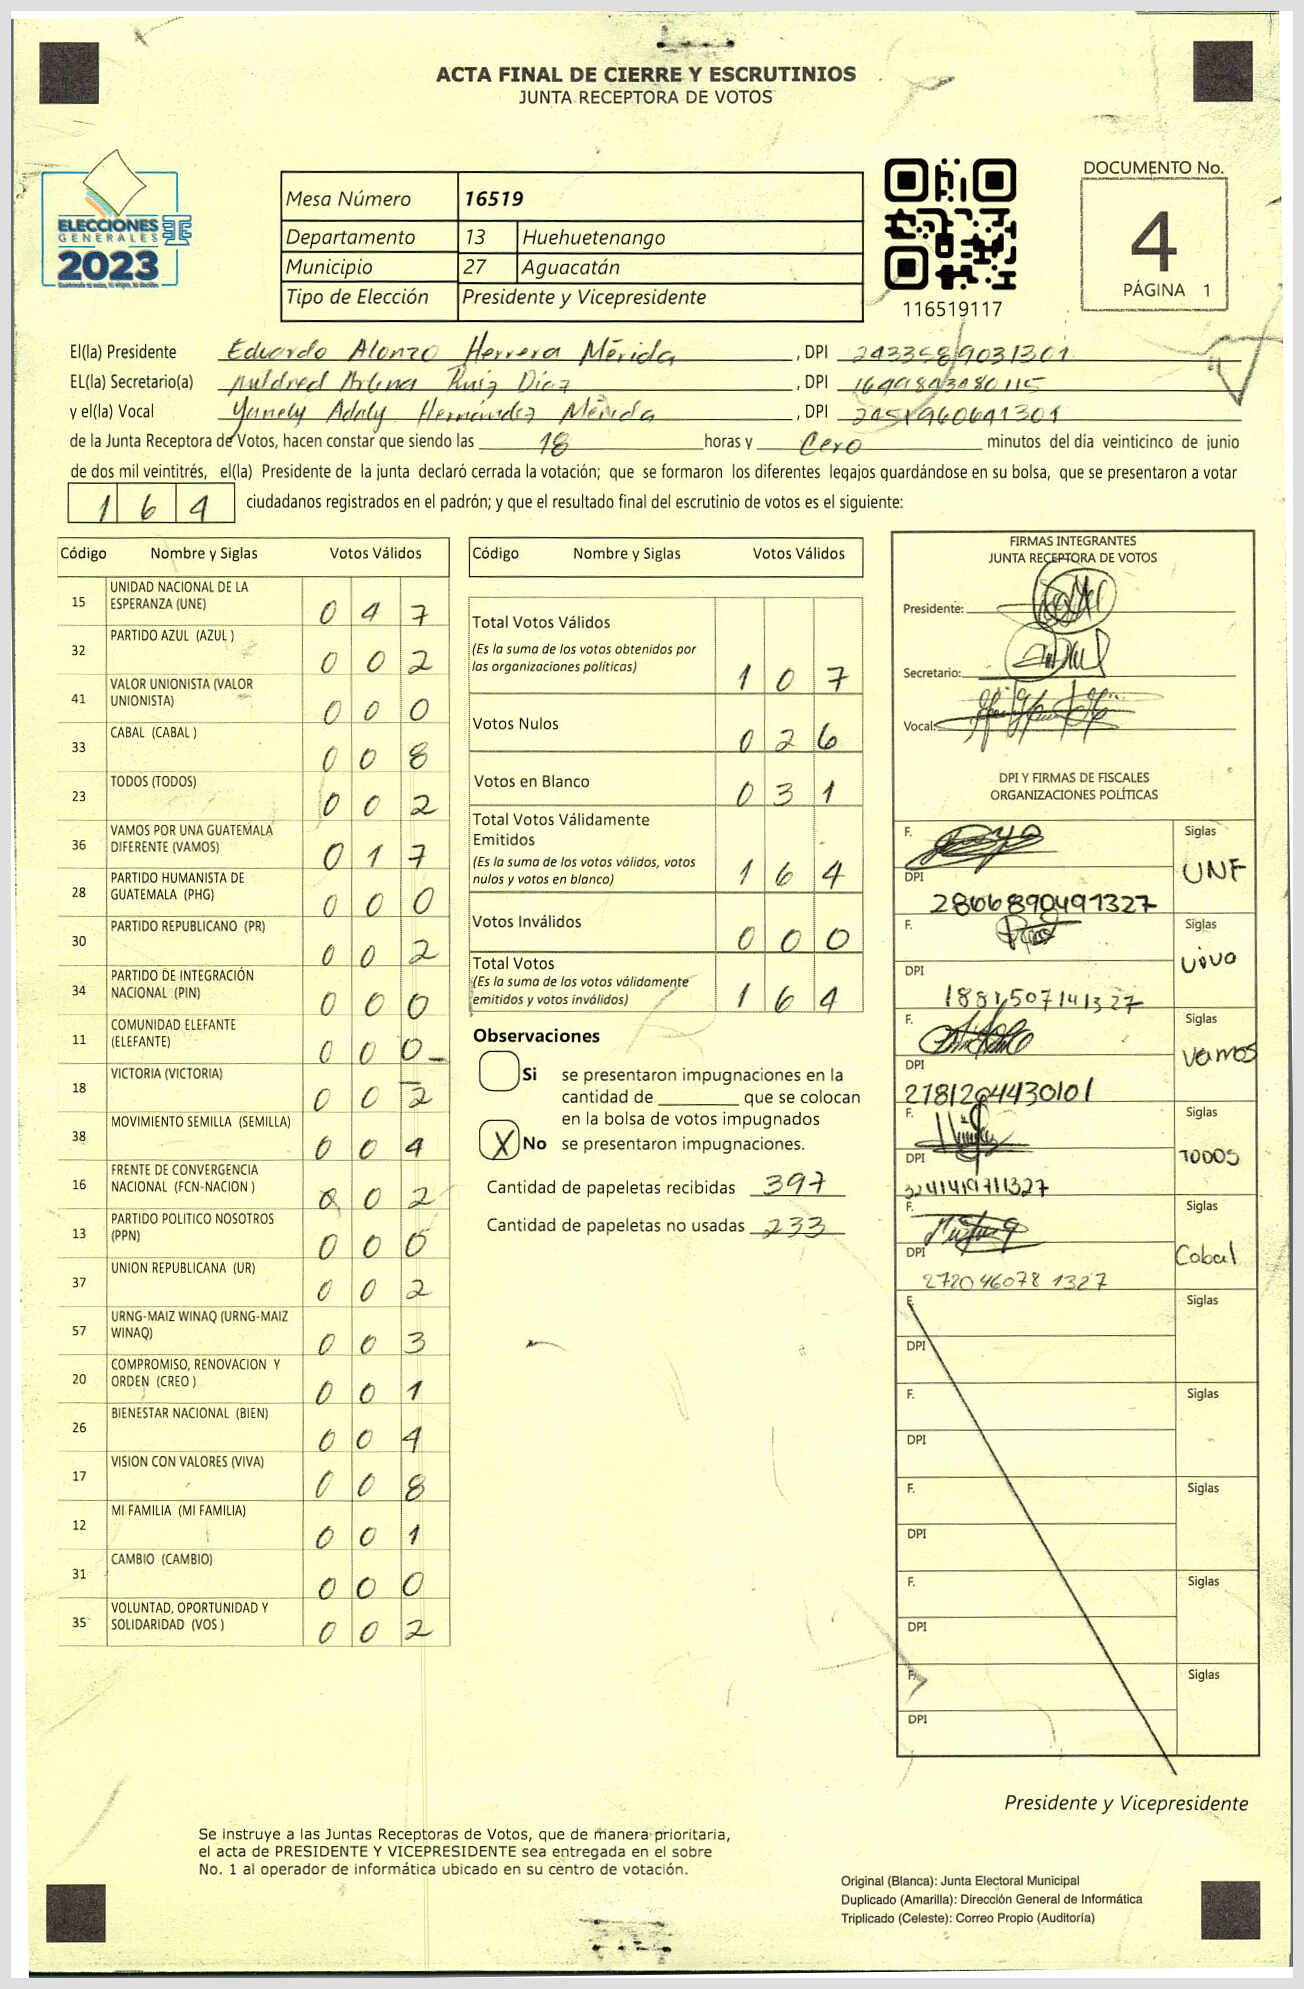 ACTA FINAL DE CIERRE Y ESCRUTINIOS
JUNTA RECEPTORA DE VOTOS
ELECCIONES
GENERALES
2023
Mesa Número 16519
Departamento 13 Huehuetenango
Municipio 27 Aguacatán
Tipo de Elección Presidente y Vicepresidente
116519117
DOCUMENTO No.
4
PÁGINA 1
El(la) Presidente Eduardo Alonzo Herrera Mérida , DPI 2433589031301
EL(la) Secretario(a) Mildred Arlena Ruiz Díaz , DPI
y el(la) Vocal Yanely Adaly Hernández Mérida , DPI 2451960641301
de la Junta Receptora de Votos, hacen constar que siendo las 18 horas y Cero minutos del día veinticinco de junio
de dos mil veintitrés, el(la) Presidente de la junta declaró cerrada la votación; que se formaron los diferentes legajos guardándose en su bolsa, que se presentaron a votar
164 ciudadanos registrados en el padrón; y que el resultado final del escrutinio de votos es el siguiente:
Código Nombre y Siglas Votos Válidos
15 UNIDAD NACIONAL DE LA ESPERANZA (UNE) 0 4 7
32 PARTIDO AZUL (AZUL ) 0 0 2
41 VALOR UNIONISTA (VALOR UNIONISTA) 0 0 0
33 CABAL (CABAL ) 0 0 8
23 TODOS (TODOS) 0 0 2
36 VAMOS POR UNA GUATEMALA DIFERENTE (VAMOS) 0 1 7
28 PARTIDO HUMANISTA DE GUATEMALA (PHG) 0 0 0
30 PARTIDO REPUBLICANO (PR) 0 0 2
34 PARTIDO DE INTEGRACIÓN NACIONAL (PIN) 0 0 0
11 COMUNIDAD ELEFANTE (ELEFANTE) 0 0 0
18 VICTORIA (VICTORIA) 0 0 2
38 MOVIMIENTO SEMILLA (SEMILLA) 0 0 4
16 FRENTE DE CONVERGENCIA NACIONAL (FCN-NACION ) 0 0 2
13 PARTIDO POLITICO NOSOTROS (PPN) 0 0 0
37 UNION REPUBLICANA (UR) 0 0 2
57 URNG-MAIZ WINAQ (URNG-MAIZ WINAQ) 0 0 3
20 COMPROMISO, RENOVACION Y ORDEN (CREO ) 0 0 1
26 BIENESTAR NACIONAL (BIEN) 0 0 4
17 VISION CON VALORES (VIVA) 0 0 8
12 MI FAMILIA (MI FAMILIA) 0 0 1
31 CAMBIO (CAMBIO) 0 0 0
35 VOLUNTAD, OPORTUNIDAD Y SOLIDARIDAD (VOS ) 0 0 2
Código Nombre y Siglas Votos Válidos
Total Votos Válidos
(Es la suma de los votos obtenidos por
las organizaciones políticas) 1 0 7
Votos Nulos 0 2 6
Votos en Blanco 0 3 1
Total Votos Válidamente
Emitidos
(Es la suma de los votos válidos, votos
nulos y votos en blanco) 1 6 4
Votos Inválidos 0 0 0
Total Votos
(Es la suma de los votos válidamente
emitidos y votos inválidos) 1 6 4
Observaciones
Si se presentaron impugnaciones en la
cantidad de ________ que se colocan
en la bolsa de votos impugnados
X No se presentaron impugnaciones.
Cantidad de papeletas recibidas 397
Cantidad de papeletas no usadas 233
FIRMAS INTEGRANTES
JUNTA RECEPTORA DE VOTOS
Presidente:
Secretario:
Vocal:
DPI Y FIRMAS DE FISCALES
ORGANIZACIONES POLÍTICAS
F. Siglas
UNE
DPI
2866890491327
F. Siglas
vivo
DPI
1881507141327
F. Siglas
vamos
DPI
2781294430101
F. Siglas
TODOS
DPI
3241419711327
F. Siglas
Cabal
DPI
272046078 1327
F. Siglas
DPI
F. Siglas
DPI
F. Siglas
DPI
F. Siglas
DPI
F. Siglas
DPI
Presidente y Vicepresidente
Se instruye a las Juntas Receptoras de Votos, que de manera prioritaria,
el acta de PRESIDENTE Y VICEPRESIDENTE sea entregada en el sobre
No. 1 al operador de informática ubicado en su centro de votación.
Original (Blanca): Junta Electoral Municipal
Duplicado (Amarilla): Dirección General de Informática
Triplicado (Celeste): Correo Propio (Auditoría)